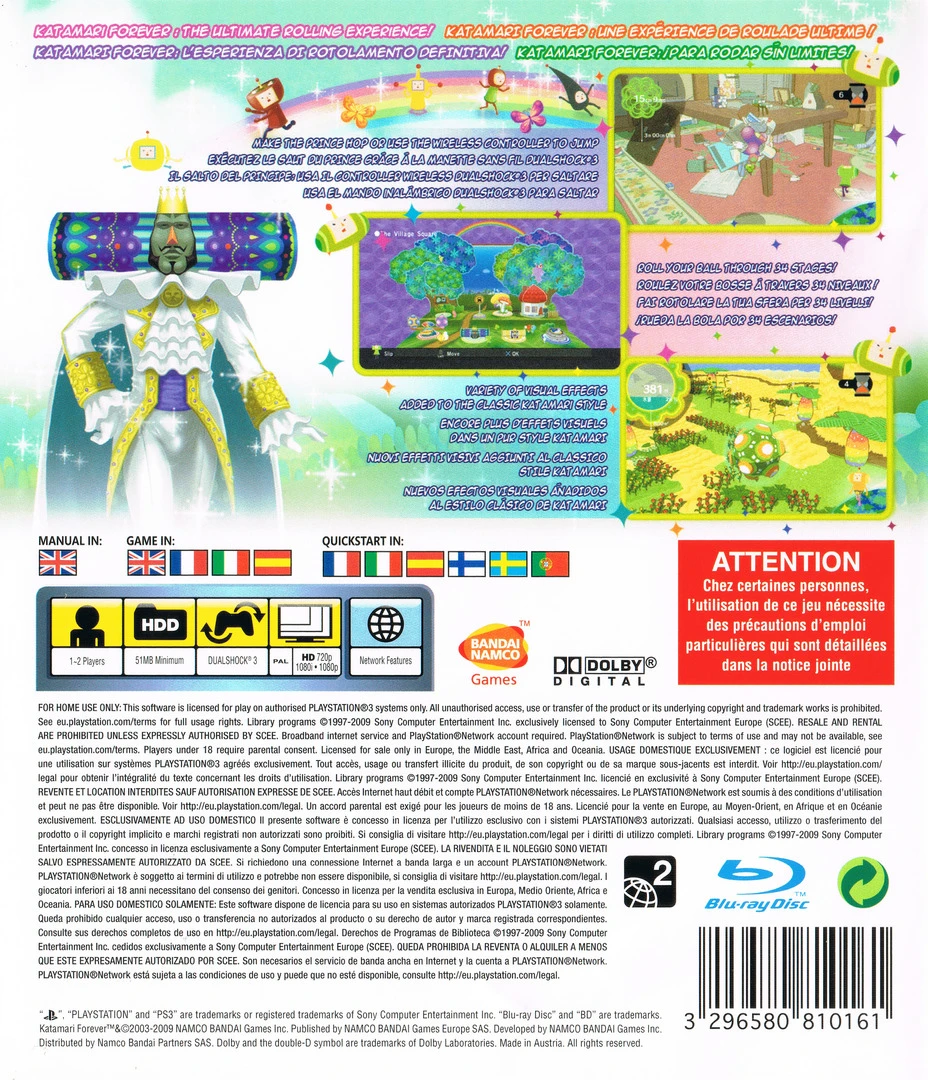 KATAMARI FOREVER : THE ULTIMATE ROLLING EXPERIENCE! KATAMARI FOREVER : UNE EXPÉRIENCE DE ROULADE ULTIME !
KATAMARI FOREVER: L'ESPERIENZA DI ROTOLAMENTO DEFINITIVA! KATAMARI FOREVER: ¡PARA RODAR SIN LIMITES!
MAKE THE PRINCE HOP OR USE THE WIRELESS CONTROLLER TO JUMP
EXÉCUTEZ LE SAUT DU PRINCE GRÂCE À LA MANETTE SANS FIL DUALSHOCK®3
IL SALTO DEL PRINCIPE: USA IL CONTROLLER WIRELESS DUALSHOCK®3 PER SALTARE
USA EL MANDO INALÁMBRICO DUALSHOCK®3 PARA SALTAR
6
The Village Square
Slip Move OK
ROLL YOUR BALL THROUGH 34 STAGES!
ROULEZ VOTRE BOSSE À TRAVERS 34 NIVEAUX !
FAI ROTOLARE LA TUA SFERA PER 34 LIVELLI!
¡RUEDA LA BOLA POR 34 ESCENARIOS!
VARIETY OF VISUAL EFFECTS
ADDED TO THE CLASSIC KATAMARI STYLE
ENCORE PLUS D'EFFETS VISUELS
DANS UN PUR STYLE KATAMARI
NUOVI EFFETTI VISIVI AGGIUNTI AL CLASSICO
STILE KATAMARI
NUEVOS EFECTOS VISUALES AÑADIDOS
AL ESTILO CLÁSICO DE KATAMARI
381
4
MANUAL IN: GAME IN: QUICKSTART IN:
ATTENTION
Chez certaines personnes,
l'utilisation de ce jeu nécessite
des précautions d'emploi
particulières qui sont détaillées
dans la notice jointe
HDD
1-2 Players 51MB Minimum DUALSHOCK® 3 PAL HD 720p 1080i • 1080p Network Features
BANDAI NAMCO ™
Games
DOLBY®
DIGITAL
FOR HOME USE ONLY: This software is licensed for play on authorised PLAYSTATION®3 systems only. All unauthorised access, use or transfer of the product or its underlying copyright and trademark works is prohibited.
See eu.playstation.com/terms for full usage rights. Library programs ©1997-2009 Sony Computer Entertainment Inc. exclusively licensed to Sony Computer Entertainment Europe (SCEE). RESALE AND RENTAL
ARE PROHIBITED UNLESS EXPRESSLY AUTHORISED BY SCEE. Broadband internet service and PlayStation®Network account required. PlayStation®Network is subject to terms of use and may not be available, see
eu.playstation.com/terms. Players under 18 require parental consent. Licensed for sale only in Europe, the Middle East, Africa and Oceania. USAGE DOMESTIQUE EXCLUSIVEMENT : ce logiciel est licencié pour
une utilisation sur systèmes PLAYSTATION®3 agréés exclusivement. Tout accès, usage ou transfert illicite du produit, de son copyright ou de sa marque sous-jacents est interdit. Voir http://eu.playstation.com/
legal pour obtenir l'intégralité du texte concernant les droits d'utilisation. Library programs ©1997-2009 Sony Computer Entertainment Inc. licencié en exclusivité à Sony Computer Entertainment Europe (SCEE).
REVENTE ET LOCATION INTERDITES SAUF AUTORISATION EXPRESSE DE SCEE. Accès Internet haut débit et compte PLAYSTATION®Network nécessaires. Le PLAYSTATION®Network est soumis à des conditions d'utilisation
et peut ne pas être disponible. Voir http://eu.playstation.com/legal. Un accord parental est exigé pour les joueurs de moins de 18 ans. Licencié pour la vente en Europe, au Moyen-Orient, en Afrique et en Océanie
exclusivement. ESCLUSIVAMENTE AD USO DOMESTICO Il presente software è concesso in licenza per l'utilizzo esclusivo con i sistemi PLAYSTATION®3 autorizzati. Qualsiasi accesso, utilizzo o trasferimento del
prodotto o il copyright implicito e marchi registrati non autorizzati sono proibiti. Si consiglia di visitare http://eu.playstation.com/legal per i diritti di utilizzo completi. Library programs ©1997-2009 Sony Computer
Entertainment Inc. concesso in licenza esclusivamente a Sony Computer Entertainment Europe (SCEE). LA RIVENDITA E IL NOLEGGIO SONO VIETATI
SALVO ESPRESSAMENTE AUTORIZZATO DA SCEE. Si richiedono una connessione Internet a banda larga e un account PLAYSTATION®Network.
PLAYSTATION®Network è soggetto ai termini di utilizzo e potrebbe non essere disponibile, si consiglia di visitare http://eu.playstation.com/legal. I
giocatori inferiori ai 18 anni necessitano del consenso dei genitori. Concesso in licenza per la vendita esclusiva in Europa, Medio Oriente, Africa e
Oceania. PARA USO DOMESTICO SOLAMENTE: Este software dispone de licencia para su uso en sistemas autorizados PLAYSTATION®3 solamente.
Queda prohibido cualquier acceso, uso o transferencia no autorizados al producto o su derecho de autor y marca registrada correspondientes.
Consulte sus derechos completos de uso en http://eu.playstation.com/legal. Derechos de Programas de Biblioteca ©1997-2009 Sony Computer
Entertainment Inc. cedidos exclusivamente a Sony Computer Entertainment Europe (SCEE). QUEDA PROHIBIDA LA REVENTA O ALQUILER A MENOS
QUE ESTE EXPRESAMENTE AUTORIZADO POR SCEE. Son necesarios el servicio de banda ancha en Internet y la cuenta a PLAYSTATION®Network.
PLAYSTATION®Network está sujeta a las condiciones de uso y puede que no esté disponible, consulte http://eu.playstation.com/legal.
2
Blu-ray Disc ™
"PS", "PLAYSTATION" and "PS3" are trademarks or registered trademarks of Sony Computer Entertainment Inc. "Blu-ray Disc" and "BD" are trademarks.
Katamari Forever™&©2003-2009 NAMCO BANDAI Games Inc. Published by NAMCO BANDAI Games Europe SAS. Developed by NAMCO BANDAI Games Inc.
Distributed by Namco Bandai Partners SAS. Dolby and the double-D symbol are trademarks of Dolby Laboratories. Made in Austria. All rights reserved.
3 296580 810161